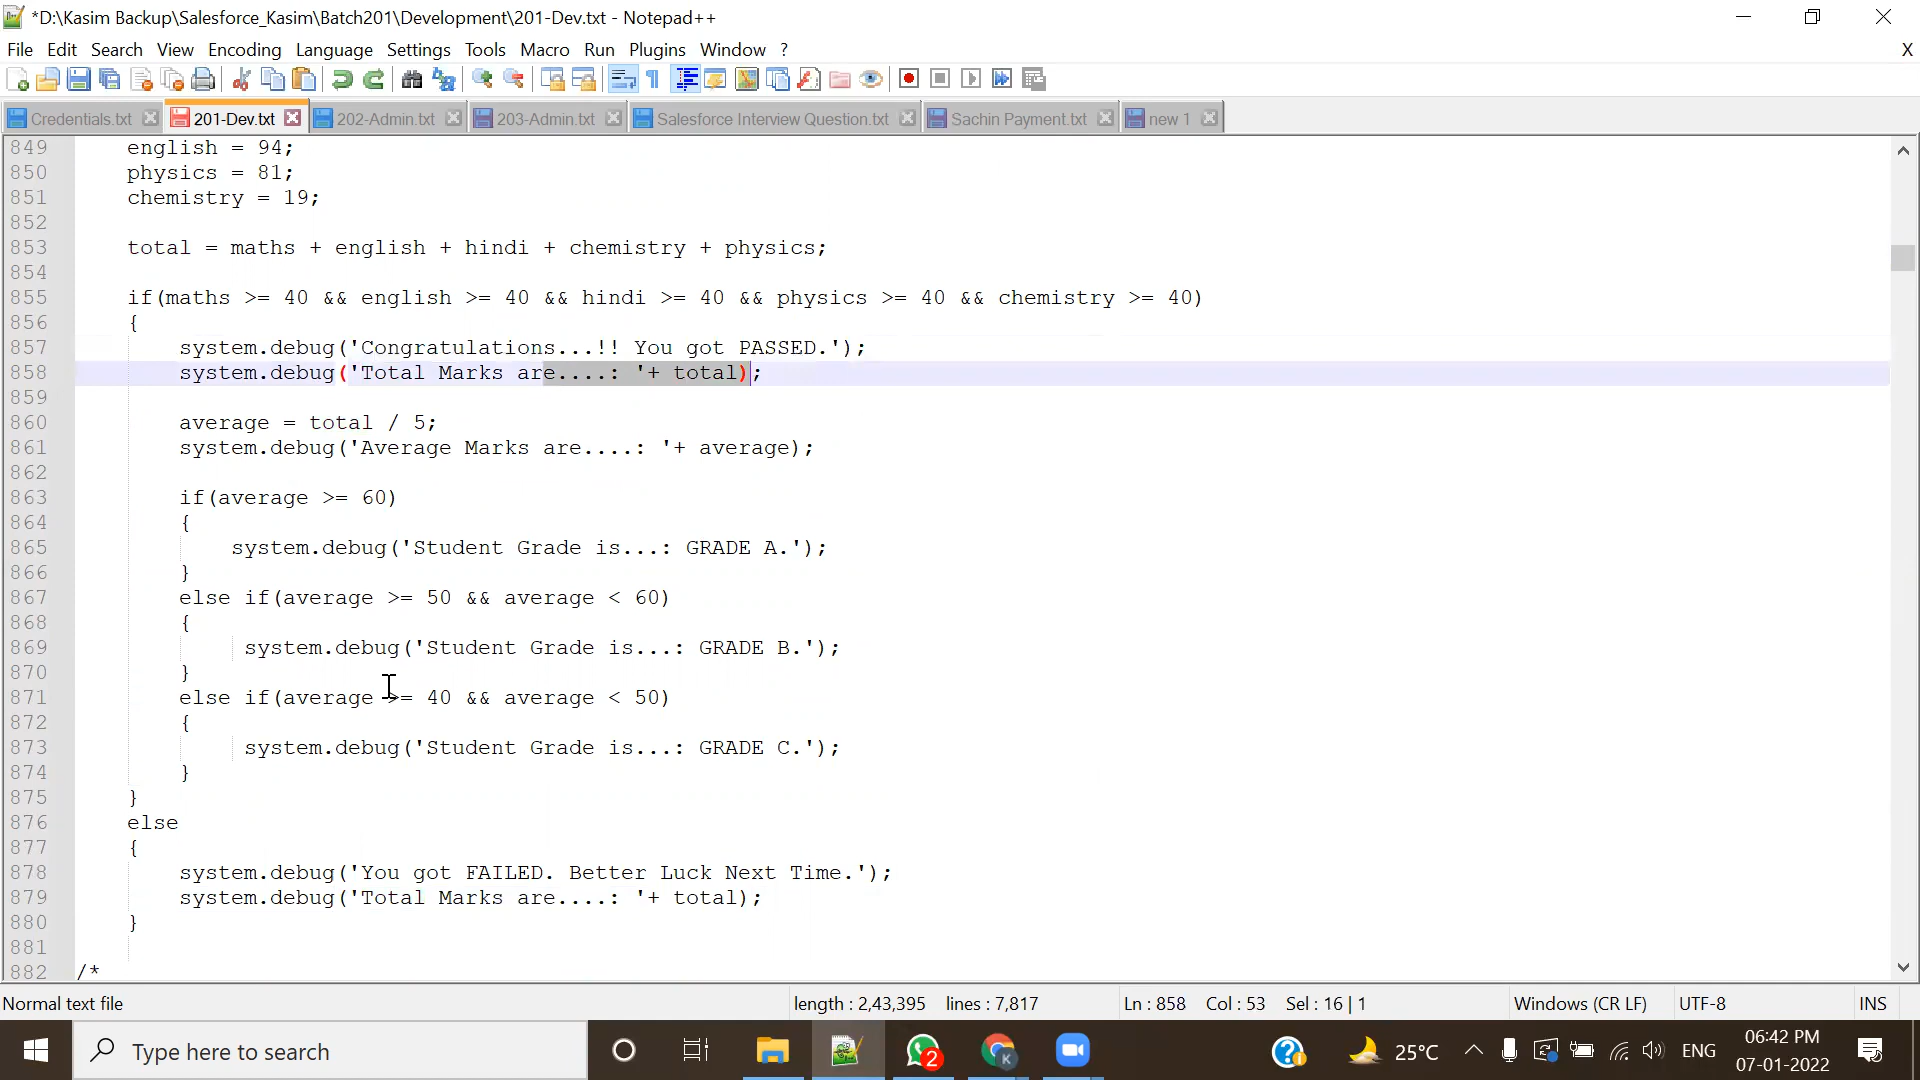 *D:\Kasim Backup\Salesforce_Kasim\Batch201\Development\201-Dev.txt - Notepad++
File Edit Search View Encoding Language Settings Tools Macro Run Plugins Window ? X
Credentials.txt 201-Dev.txt 202-Admin.txt 203-Admin.txt Salesforce Interview Question.txt Sachin Payment.txt new 1
849 english = 94;
850 physics = 81;
851 chemistry = 19;
852
853 total = maths + english + hindi + chemistry + physics;
854
855 if(maths >= 40 && english >= 40 && hindi >= 40 && physics >= 40 && chemistry >= 40)
856 {
857 system.debug('Congratulations...!! You got PASSED.');
858 system.debug('Total Marks are....: '+ total);
859
860 average = total / 5;
861 system.debug('Average Marks are....: '+ average);
862
863 if(average >= 60)
864 {
865 system.debug('Student Grade is...: GRADE A.');
866 }
867 else if(average >= 50 && average < 60)
868 {
869 system.debug('Student Grade is...: GRADE B.');
870 }
871 else if(average >= 40 && average < 50)
872 {
873 system.debug('Student Grade is...: GRADE C.');
874 }
875 }
876 else
877 {
878 system.debug('You got FAILED. Better Luck Next Time.');
879 system.debug('Total Marks are....: '+ total);
880 }
881
882 /*
Normal text file length : 2,43,395 lines : 7,817 Ln : 858 Col : 53 Sel : 16 | 1 Windows (CR LF) UTF-8 INS
Type here to search 2 K 25°C ENG 06:42 PM
07-01-2022